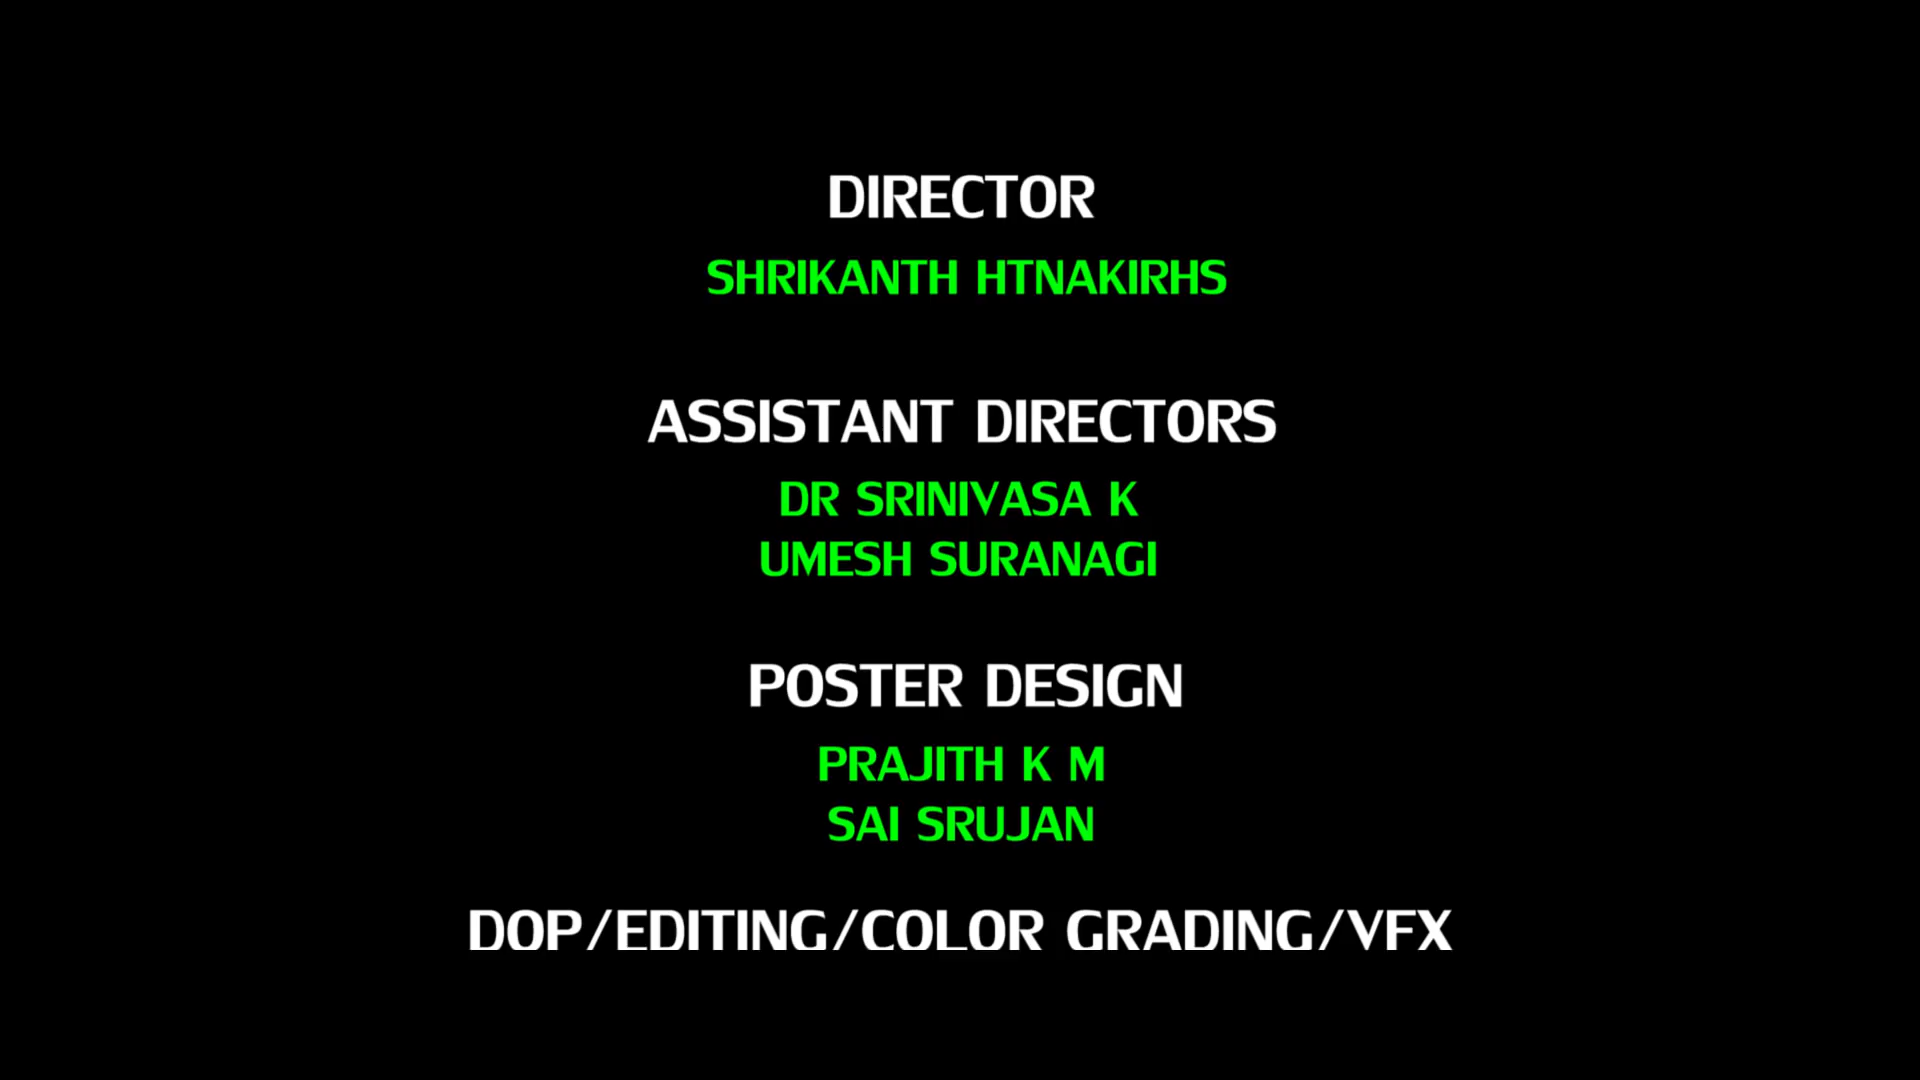 DIRECTOR
SHRIKANTH HTNAKIRHS
ASSISTANT DIRECTORS
DR SRINIVASA K
UMESH SURANAGI
POSTER DESIGN
PRAJITH K M
SAI SRUJAN
DOP/EDITING/COLOR GRADING/VFX